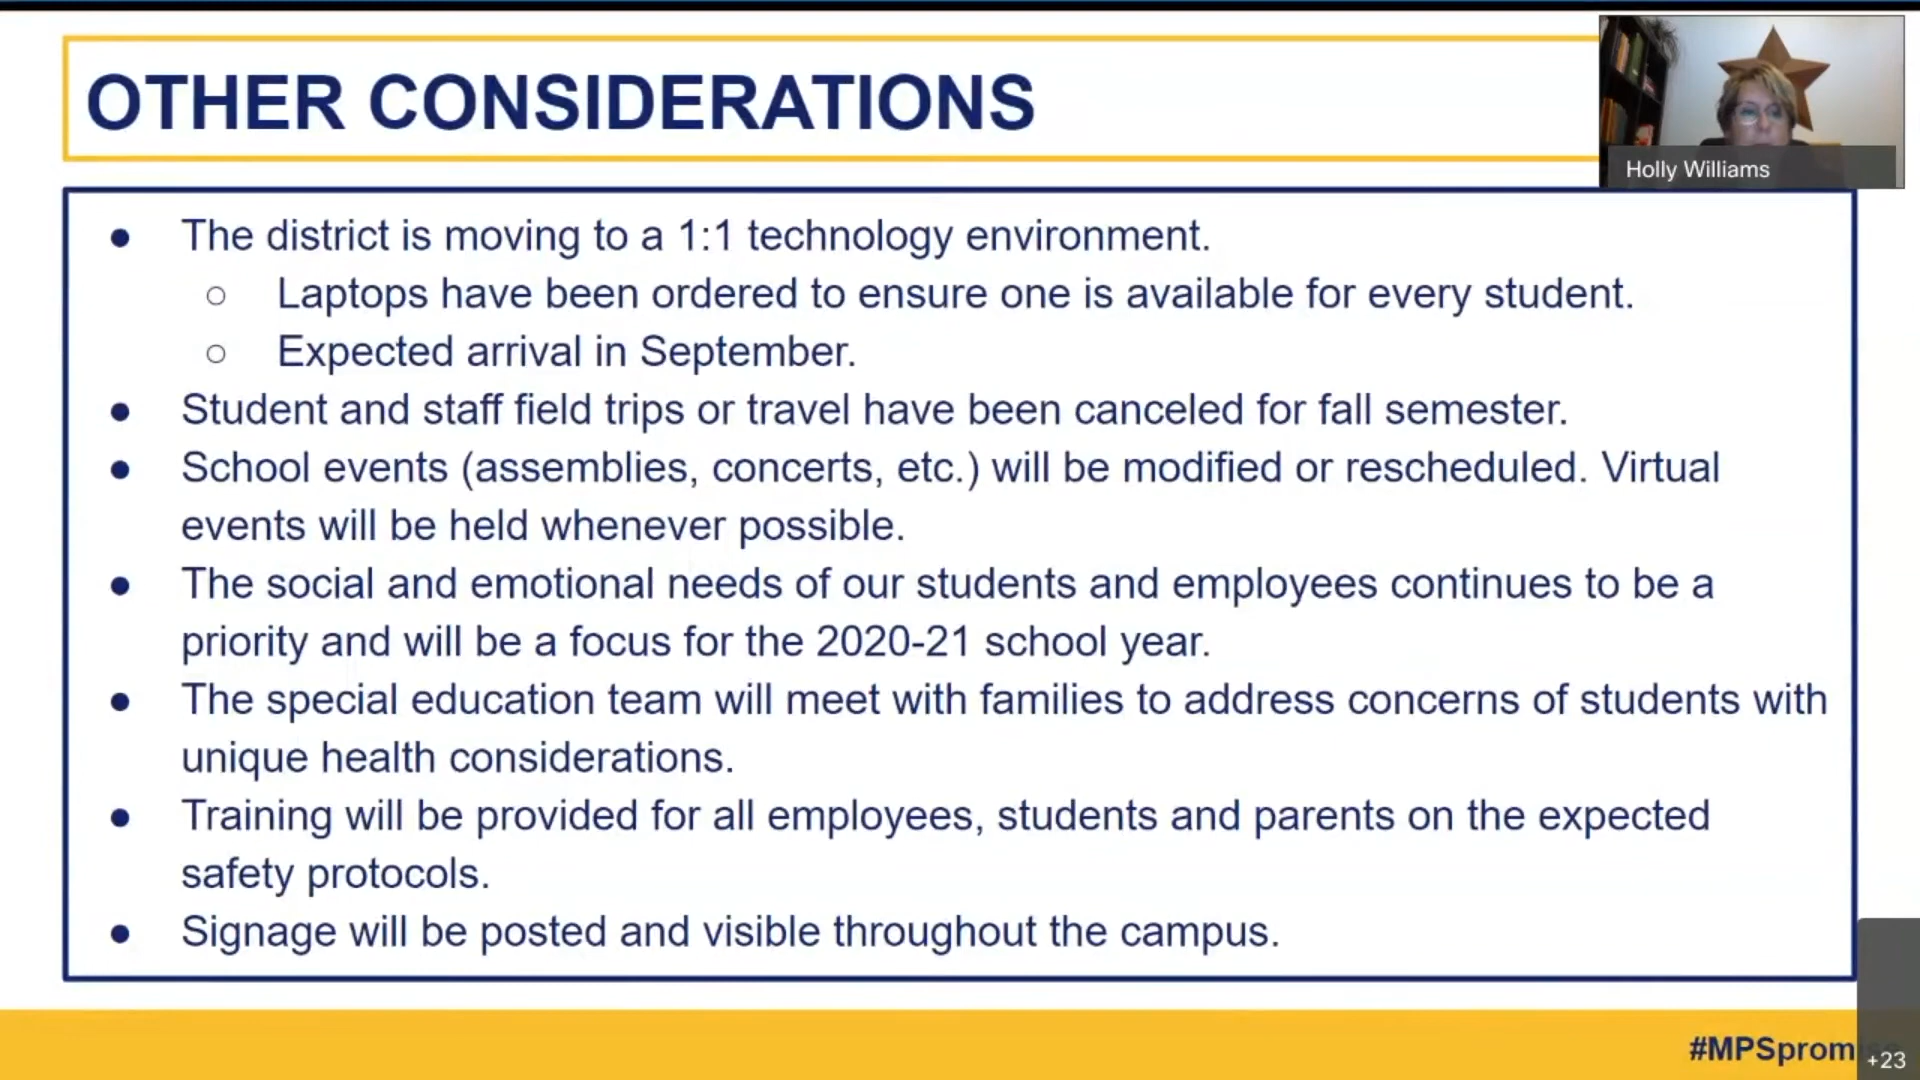 OTHER CONSIDERATIONS
Holly Williams
● The district is moving to a 1:1 technology environment.
○ Laptops have been ordered to ensure one is available for every student.
○ Expected arrival in September.
● Student and staff field trips or travel have been canceled for fall semester.
● School events (assemblies, concerts, etc.) will be modified or rescheduled. Virtual
events will be held whenever possible.
● The social and emotional needs of our students and employees continues to be a
priority and will be a focus for the 2020-21 school year.
● The special education team will meet with families to address concerns of students with
unique health considerations.
● Training will be provided for all employees, students and parents on the expected
safety protocols.
● Signage will be posted and visible throughout the campus.
#MPSpromise
+23